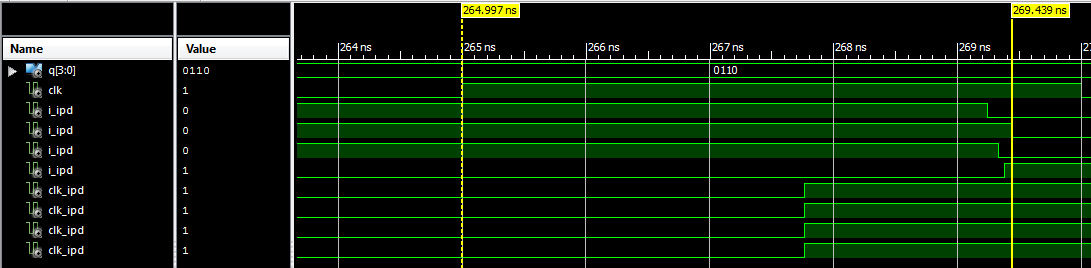 264.997 ns 269.439 ns
Name Value
264 ns 265 ns 266 ns 267 ns 268 ns 269 ns
q[3:0] 0110 0110
clk 1
i_ipd 0
i_ipd 0
i_ipd 0
i_ipd 1
clk_ipd 1
clk_ipd 1
clk_ipd 1
clk_ipd 1